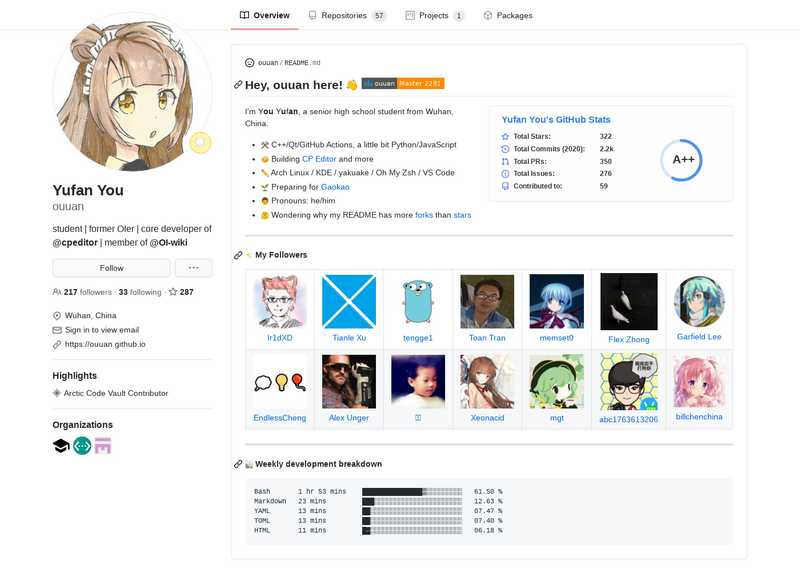 Overview
Repositories 57
Projects 1
Packages
ouuan / README.md
Hey, ouuan here! 👋
ouuan Master 2281
I'm You Yufan, a senior high school student from Wuhan,
China.
C++/Qt/GitHub Actions, a little bit Python/JavaScript
Building CP Editor and more
Arch Linux / KDE / yakuake / Oh My Zsh / VS Code
Preparing for Gaokao
Pronouns: he/him
Wondering why my README has more forks than stars
Yufan You's GitHub Stats
Total Stars: 322
Total Commits (2020): 2.2k
Total PRs: 350
Total Issues: 276
Contributed to: 59
A++
Yufan You
ouuan
student | former OIer | core developer of
@cpeditor | member of @OI-wiki
Follow
217 followers · 33 following · 287
Wuhan, China
Sign in to view email
https://ouuan.github.io
Highlights
Arctic Code Vault Contributor
Organizations
My Followers
Ir1dXD
Tianle Xu
tengge1
Toan Tran
memset0
Flex Zhong
Garfield Lee
EndlessCheng
Alex Unger
Xeonacid
mgt
abc1763613206
billchenchina
Weekly development breakdown
Bash 1 hr 53 mins 61.50 %
Markdown 23 mins 12.63 %
YAML 13 mins 07.47 %
TOML 13 mins 07.40 %
HTML 11 mins 06.18 %